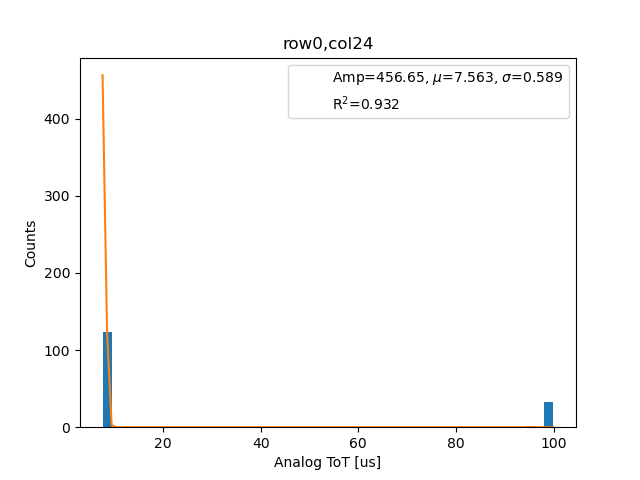 row0,col24
Amp=456.65, μ=7.563, σ=0.589
R²=0.932
400
300
200
100
0
Counts
20
40
60
80
100
Analog ToT [us]